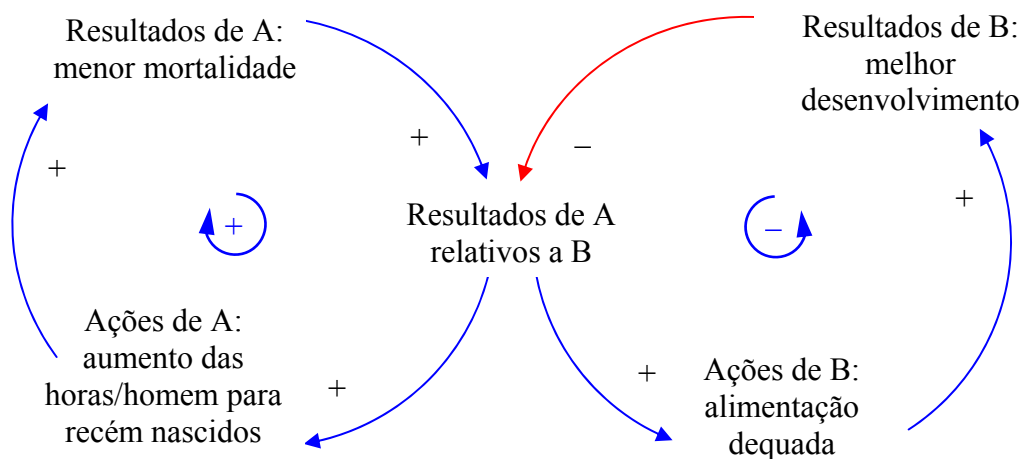 Resultados de A:
menor mortalidade
Resultados de B:
melhor
desenvolvimento
+
−
+
+
+
−
Resultados de A
relativos a B
Ações de A:
aumento das
horas/homem para
recém nascidos
+
+
Ações de B:
alimentação
dequada